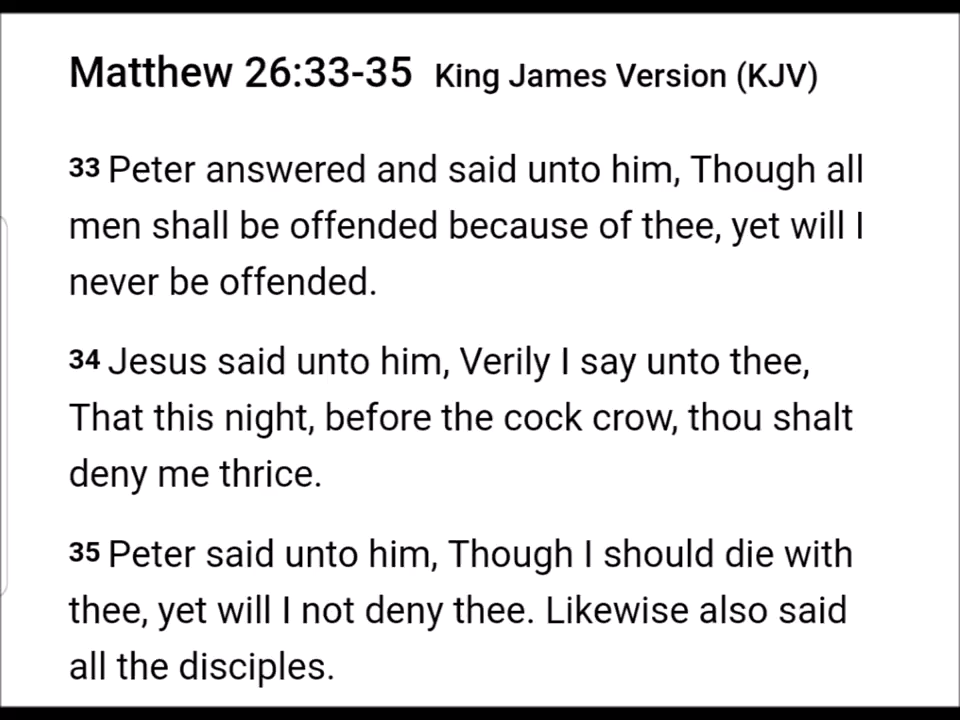 Matthew 26:33-35 King James Version (KJV)
33 Peter answered and said unto him, Though all
men shall be offended because of thee, yet will I
never be offended.
34 Jesus said unto him, Verily I say unto thee,
That this night, before the cock crow, thou shalt
deny me thrice.
35 Peter said unto him, Though I should die with
thee, yet will I not deny thee. Likewise also said
all the disciples.